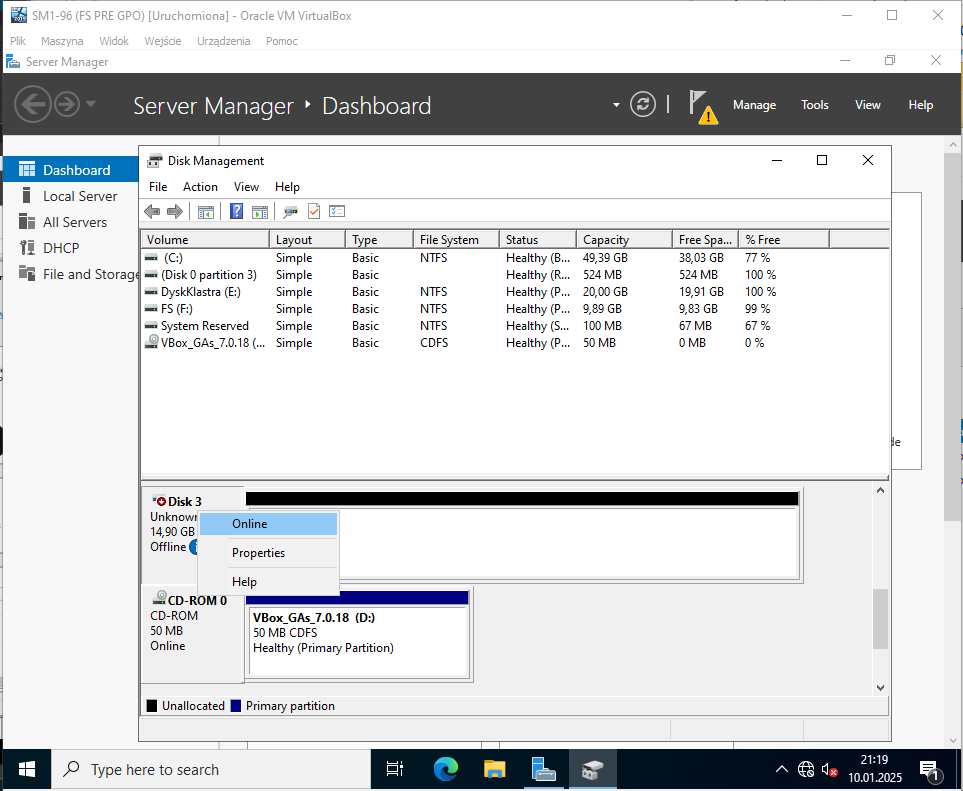 SM1-96 (FS PRE GPO) [Uruchomiona] - Oracle VM VirtualBox
Plik Maszyna Widok Wejście Urządzenia Pomoc
Server Manager
Server Manager Dashboard
Manage Tools View Help
Dashboard
Local Server
All Servers
DHCP
File and Storage
Disk Management
File Action View Help
Volume Layout Type File System Status Capacity Free Spa... % Free
(C:) Simple Basic NTFS Healthy (B... 49,39 GB 38,03 GB 77 %
(Disk 0 partition 3) Simple Basic Healthy (R... 524 MB 524 MB 100 %
DyskKlastra (E:) Simple Basic NTFS Healthy (P... 20,00 GB 19,91 GB 100 %
FS (F:) Simple Basic NTFS Healthy (P... 9,89 GB 9,83 GB 99 %
System Reserved Simple Basic NTFS Healthy (S... 100 MB 67 MB 67 %
VBox_GAs_7.0.18 (... Simple Basic CDFS Healthy (P... 50 MB 0 MB 0 %
Disk 3
Unknown
14,90 GB
Offline
Online
Properties
Help
CD-ROM 0
CD-ROM
50 MB
Online
VBox_GAs_7.0.18 (D:)
50 MB CDFS
Healthy (Primary Partition)
Unallocated Primary partition
Type here to search
21:19
10.01.2025
1